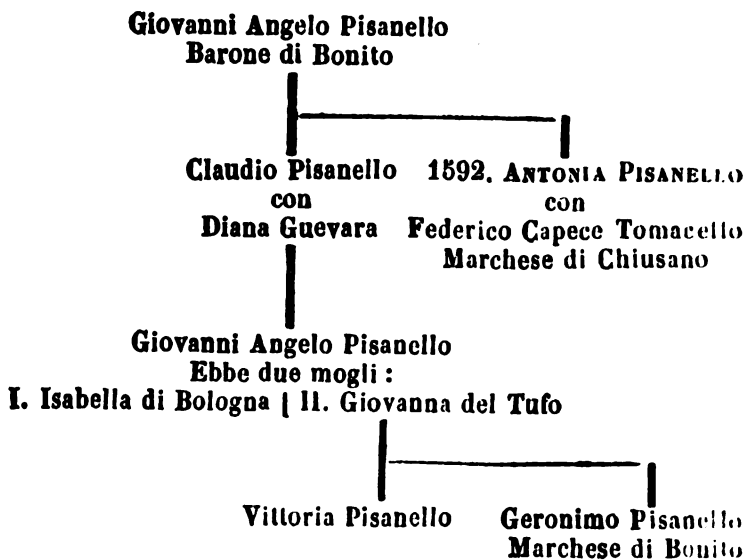 Giovanni Angelo Pisanello
Barone di Bonito
Claudio Pisanello
con
Diana Guevara
1592. ANTONIA PISANELLO
con
Federico Capece Tomacello
Marchese di Chiusano
Giovanni Angelo Pisanello
Ebbe due mogli :
I. Isabella di Bologna | II. Giovanna del Tufo
Vittoria Pisanello
Geronimo Pisanello
Marchese di Bonito